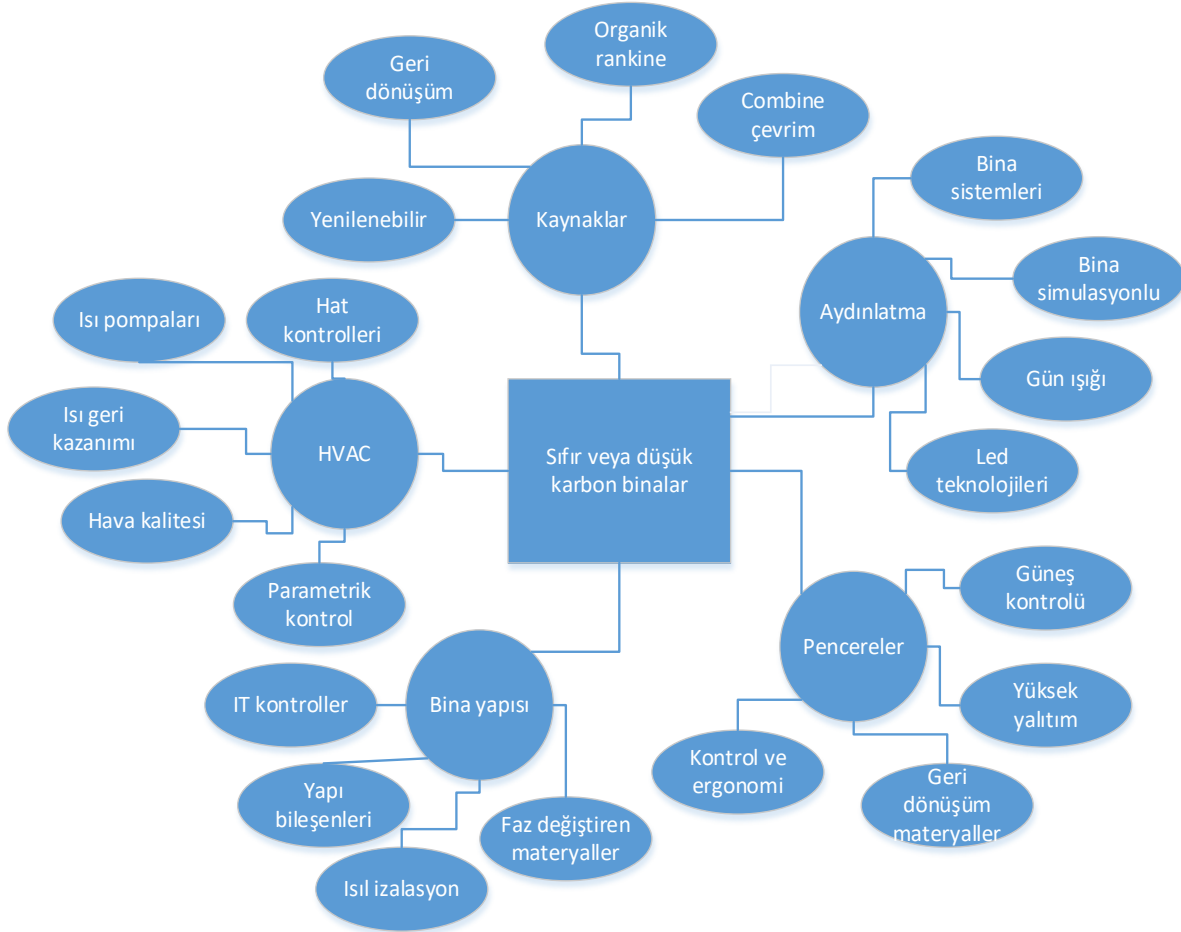 Organik
rankine
Geri
dönüşüm
Combine
çevrim
Yenilenebilir
Kaynaklar
Bina
sistemleri
Bina
simulasyonlu
Aydınlatma
Gün ışığı
Led
teknolojileri
Isı pompaları
Hat
kontrolleri
Isı geri
kazanımı
HVAC
Hava kalitesi
Parametrik
kontrol
Sıfır veya düşük
karbon binalar
Güneş
kontrolü
Pencereler
Yüksek
yalıtım
Kontrol ve
ergonomi
Geri
dönüşüm
materyaller
IT kontroller
Bina yapısı
Yapı
bileşenleri
Faz değiştiren
materyaller
Isıl izalasyon